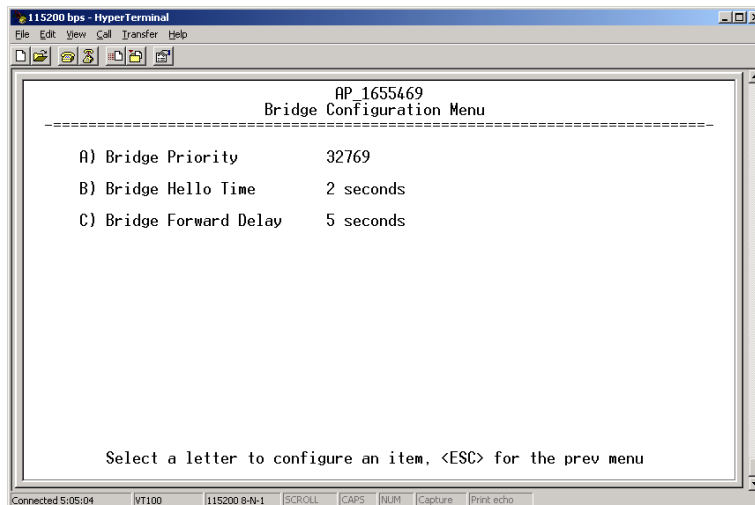 115200 bps - HyperTerminal
File Edit View Call Transfer Help
AP_1655469
Bridge Configuration Menu
-==========================================================================-
A) Bridge Priority 32769
B) Bridge Hello Time 2 seconds
C) Bridge Forward Delay 5 seconds
Select a letter to configure an item, <ESC> for the prev menu
Connected 5:05:04 VT100 115200 8-N-1 SCROLL CAPS NUM Capture Print echo